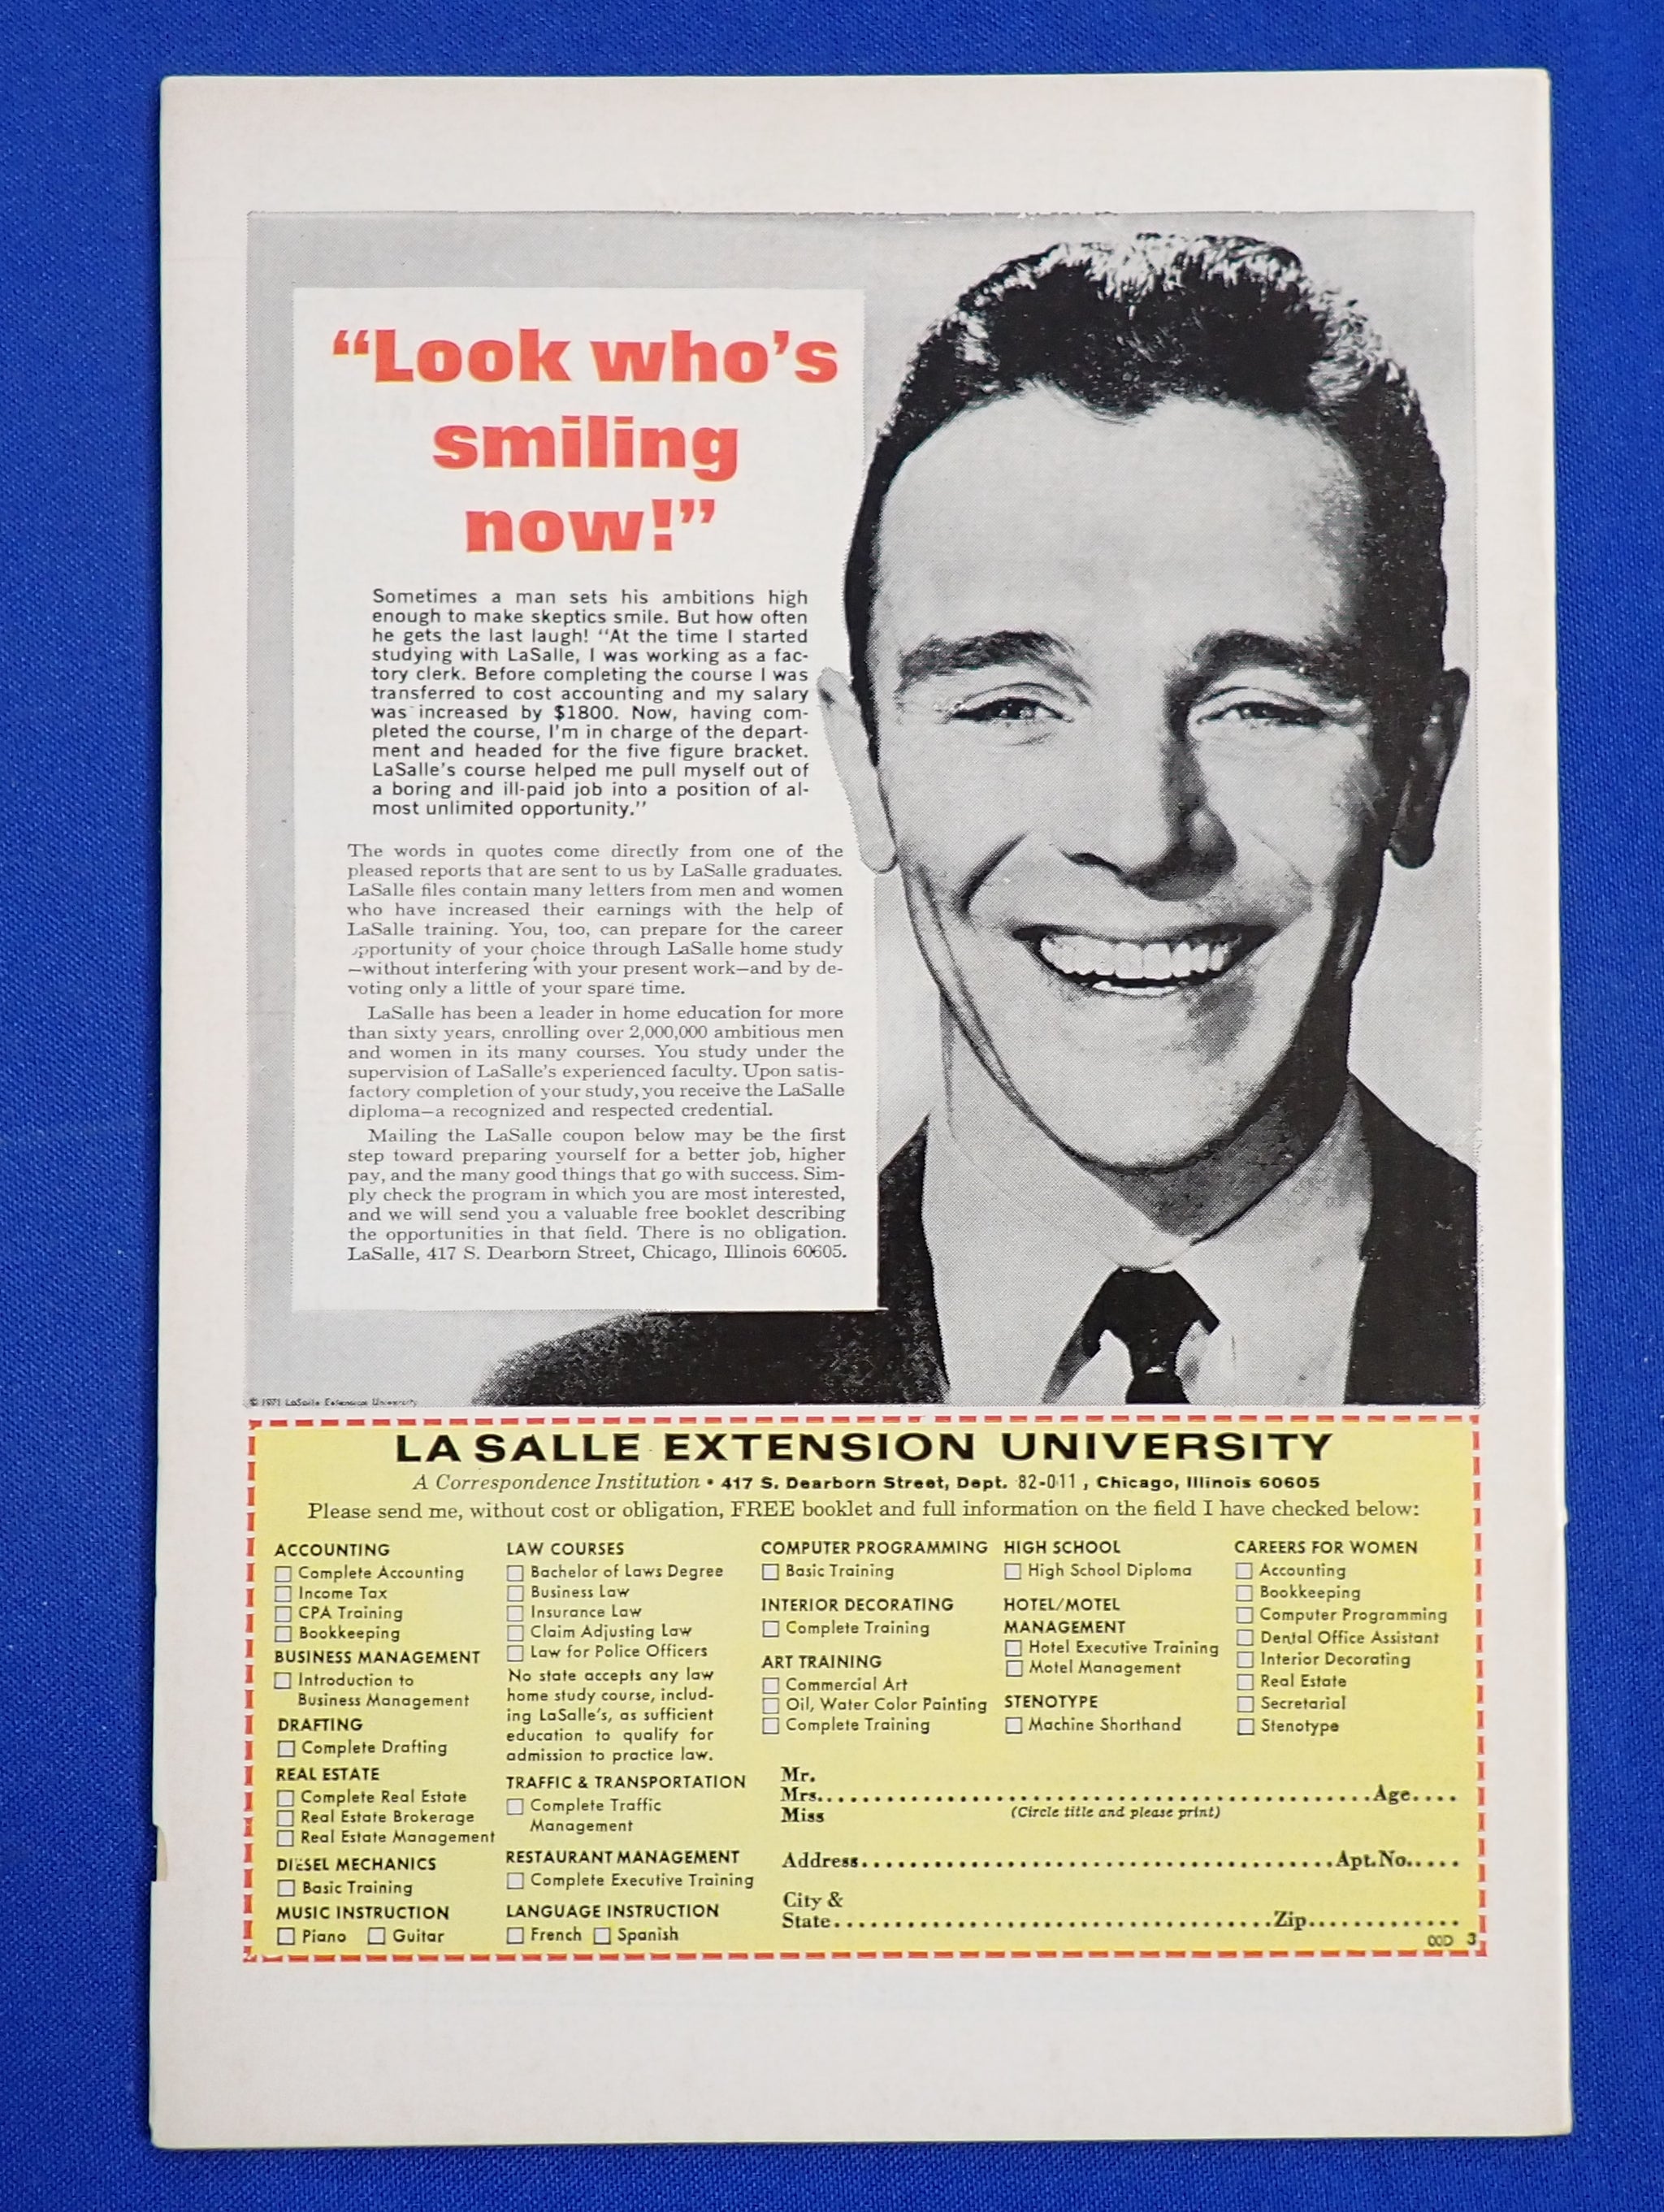 “Look who’s
smiling
now!”
Sometimes a man sets his ambitions high
enough to make skeptics smile. But how often
he gets the last laugh! “At the time I started
studying with LaSalle, I was working as a fac-
tory clerk. Before completing the course I was
transferred to cost accounting and my salary
was increased by $1800. Now, having com-
pleted the course, I’m in charge of the depart-
ment and headed for the five figure bracket.
LaSalle’s course helped me pull myself out of
a boring and ill-paid job into a position of al-
most unlimited opportunity.”
The words in quotes come directly from one of the
pleased reports that are sent to us by LaSalle graduates.
LaSalle files contain many letters from men and women
who have increased their earnings with the help of
LaSalle training. You, too, can prepare for the career
opportunity of your choice through LaSalle home study
—without interfering with your present work—and by de-
voting only a little of your spare time.
LaSalle has been a leader in home education for more
than sixty years, enrolling over 2,000,000 ambitious men
and women in its many courses. You study under the
supervision of LaSalle’s experienced faculty. Upon satis-
factory completion of your study, you receive the LaSalle
diploma—a recognized and respected credential.
Mailing the LaSalle coupon below may be the first
step toward preparing yourself for a better job, higher
pay, and the many good things that go with success. Sim-
ply check the program in which you are most interested,
and we will send you a valuable free booklet describing
the opportunities in that field. There is no obligation.
LaSalle, 417 S. Dearborn Street, Chicago, Illinois 60605.
© 1971 LaSalle Extension University
LA SALLE EXTENSION UNIVERSITY
A Correspondence Institution • 417 S. Dearborn Street, Dept. 82-011, Chicago, Illinois 60605
Please send me, without cost or obligation, FREE booklet and full information on the field I have checked below:
ACCOUNTING
Complete Accounting
Income Tax
CPA Training
Bookkeeping
BUSINESS MANAGEMENT
Introduction to
Business Management
DRAFTING
Complete Drafting
REAL ESTATE
Complete Real Estate
Real Estate Brokerage
Real Estate Management
DIESEL MECHANICS
Basic Training
MUSIC INSTRUCTION
Piano Guitar
LAW COURSES
Bachelor of Laws Degree
Business Law
Insurance Law
Claim Adjusting Law
Law for Police Officers
No state accepts any law
home study course, includ-
ing LaSalle’s, as sufficient
education to qualify for
admission to practice law.
TRAFFIC & TRANSPORTATION
Complete Traffic
Management
RESTAURANT MANAGEMENT
Complete Executive Training
LANGUAGE INSTRUCTION
French Spanish
COMPUTER PROGRAMMING
Basic Training
INTERIOR DECORATING
Complete Training
ART TRAINING
Commercial Art
Oil, Water Color Painting
Complete Training
HIGH SCHOOL
High School Diploma
HOTEL/MOTEL
MANAGEMENT
Hotel Executive Training
Motel Management
STENOTYPE
Machine Shorthand
CAREERS FOR WOMEN
Accounting
Bookkeeping
Computer Programming
Dental Office Assistant
Interior Decorating
Real Estate
Secretarial
Stenotype
Mr.
Mrs. Age
Miss (Circle title and please print)
Address Apt. No.
City &
State Zip
3